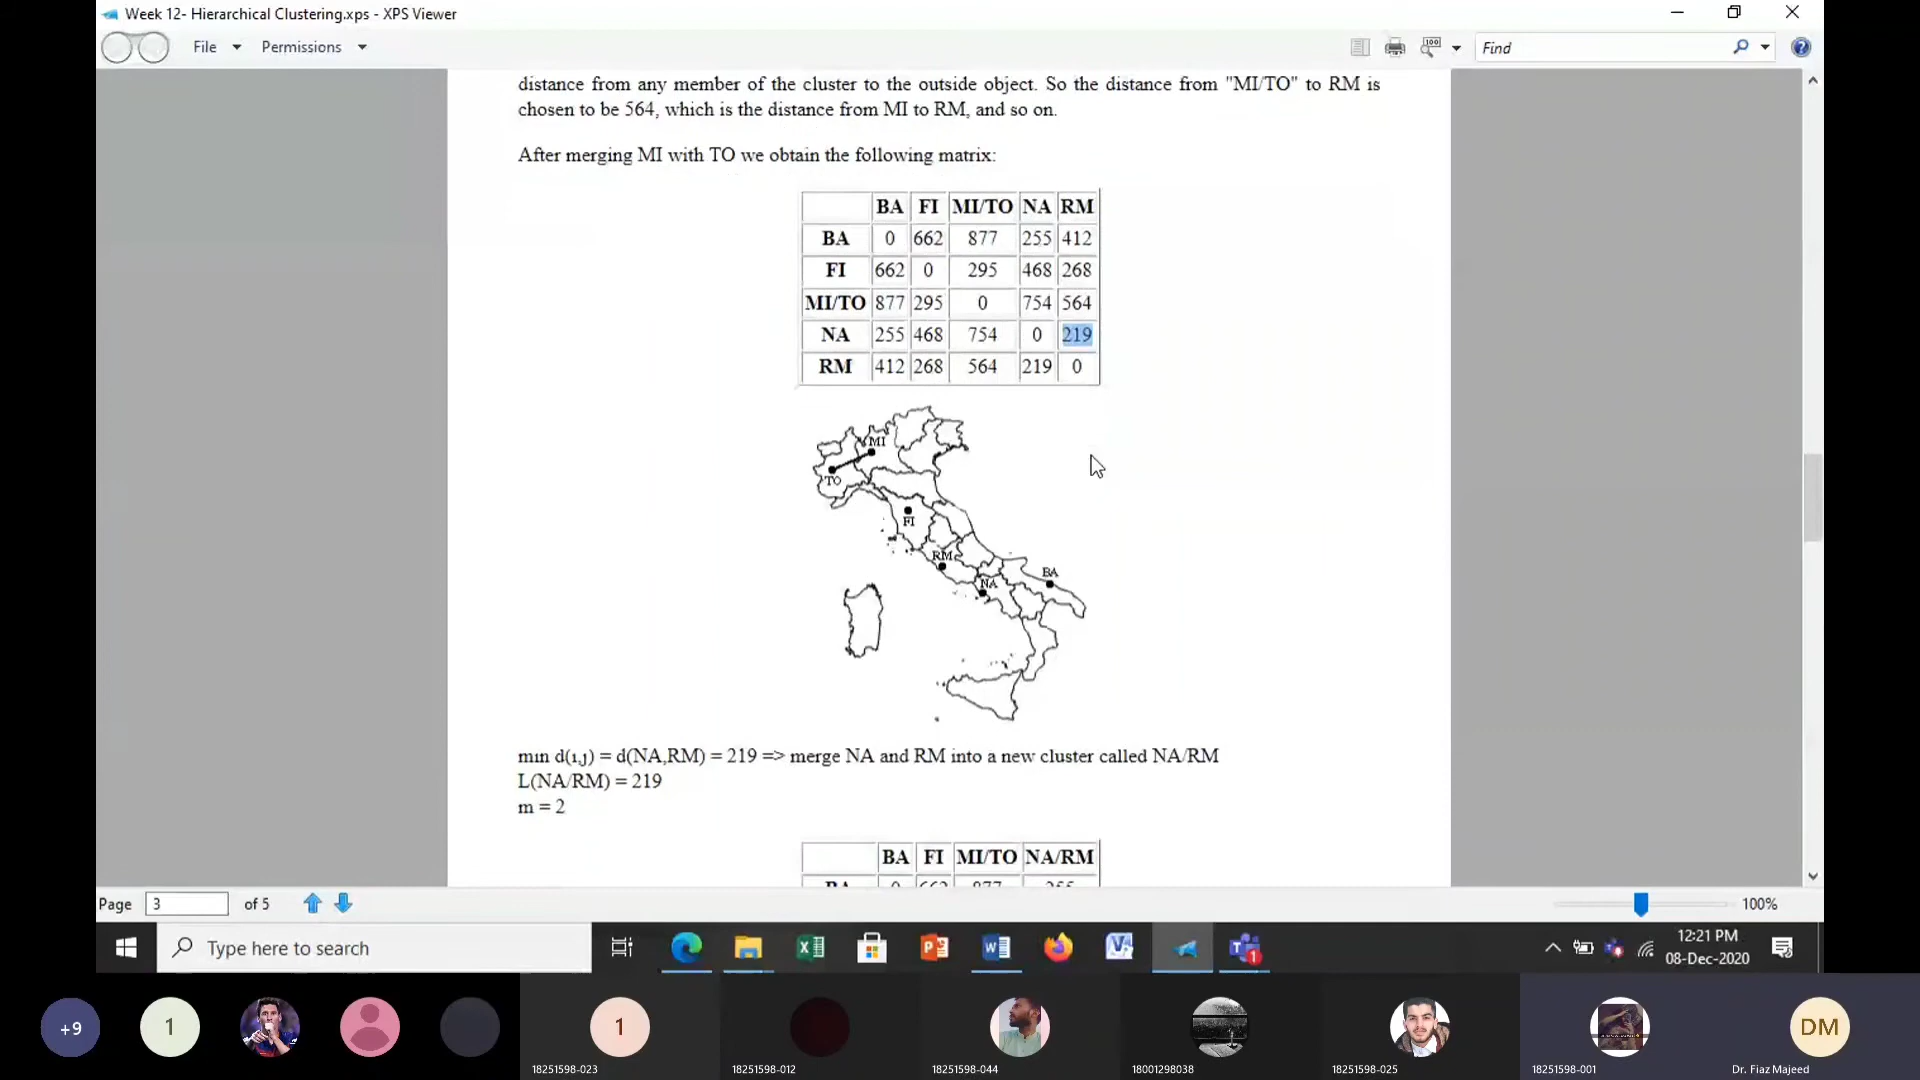 Week 12- Hierarchical Clustering.xps - XPS Viewer
File Permissions
100
Find
distance from any member of the cluster to the outside object. So the distance from "MI/TO" to RM is
chosen to be 564, which is the distance from MI to RM, and so on.
After merging MI with TO we obtain the following matrix:
BA FI MI/TO NA RM
BA 0 662 877 255 412
FI 662 0 295 468 268
MI/TO 877 295 0 754 564
NA 255 468 754 0 219
RM 412 268 564 219 0
MI
TO
FI
RM
BA
NA
min d(i,j) = d(NA,RM) = 219 => merge NA and RM into a new cluster called NA/RM
L(NA/RM) = 219
m = 2
BA FI MI/TO NA/RM
BA 0 662 877 255
Page 3 of 5
100%
Type here to search
1
12:21 PM
08-Dec-2020
+9
1
1
DM
18251598-023
18251598-012
18251598-044
18001298038
18251598-025
18251598-001
Dr. Fiaz Majeed